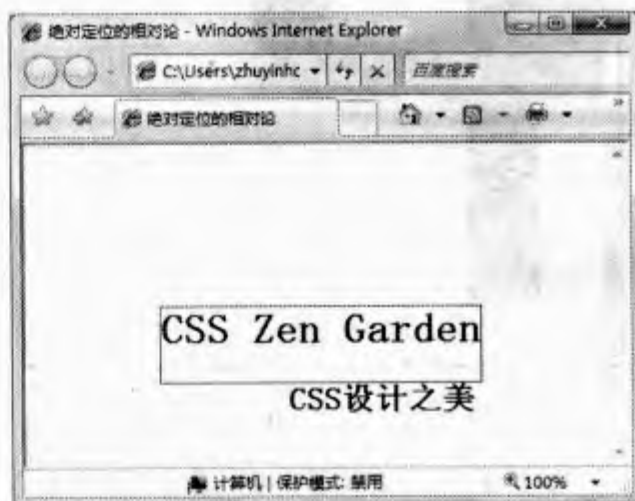 绝对定位的相对论 - Windows Internet Explorer
C:\Users\zhuyinhc 百度搜索
绝对定位的相对论
CSS Zen Garden
CSS设计之美
计算机 | 保护模式: 禁用 100%